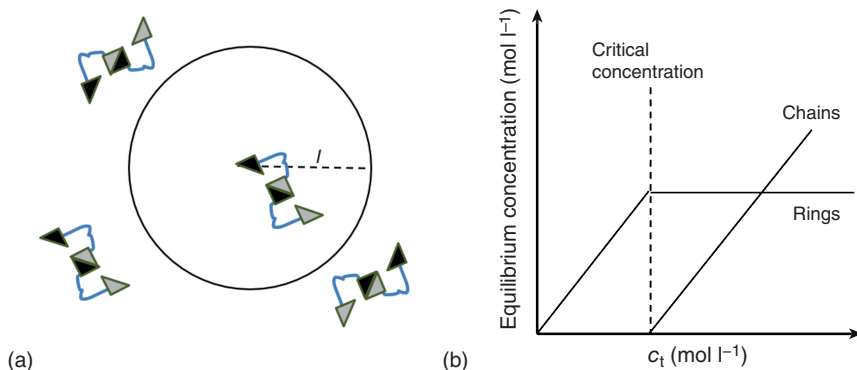 l
(a)
Equilibrium concentration (mol l⁻¹)
Critical
concentration
Chains
Rings
cₜ (mol l⁻¹)
(b)